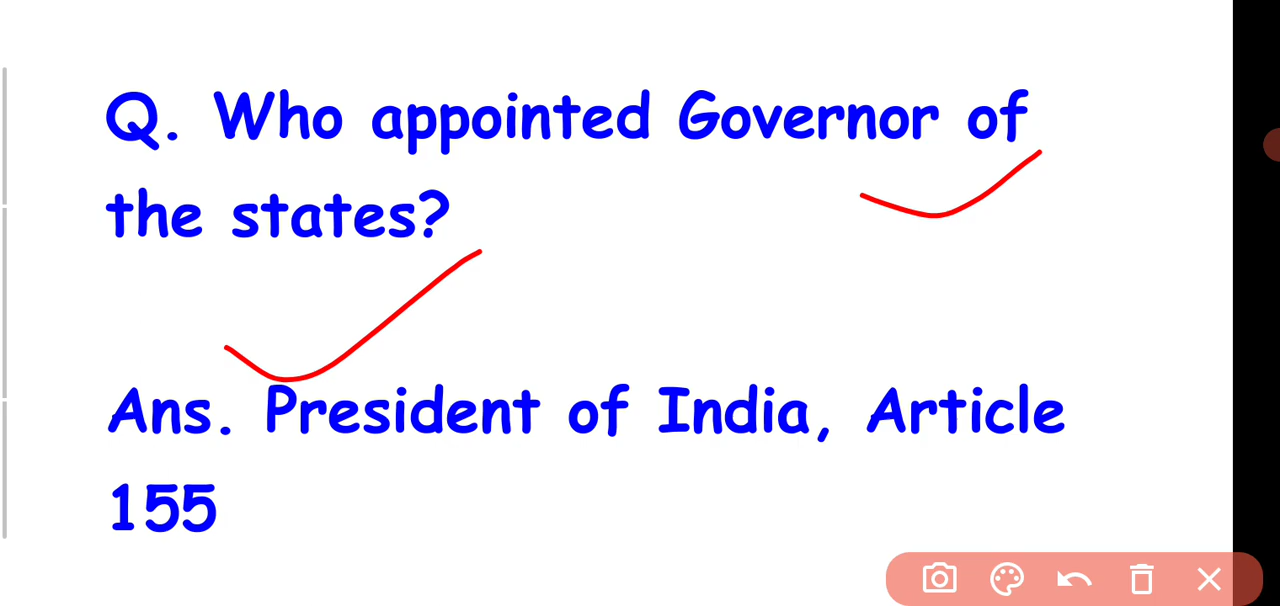 Q. Who appointed Governor of
the states?
Ans. President of India, Article
155